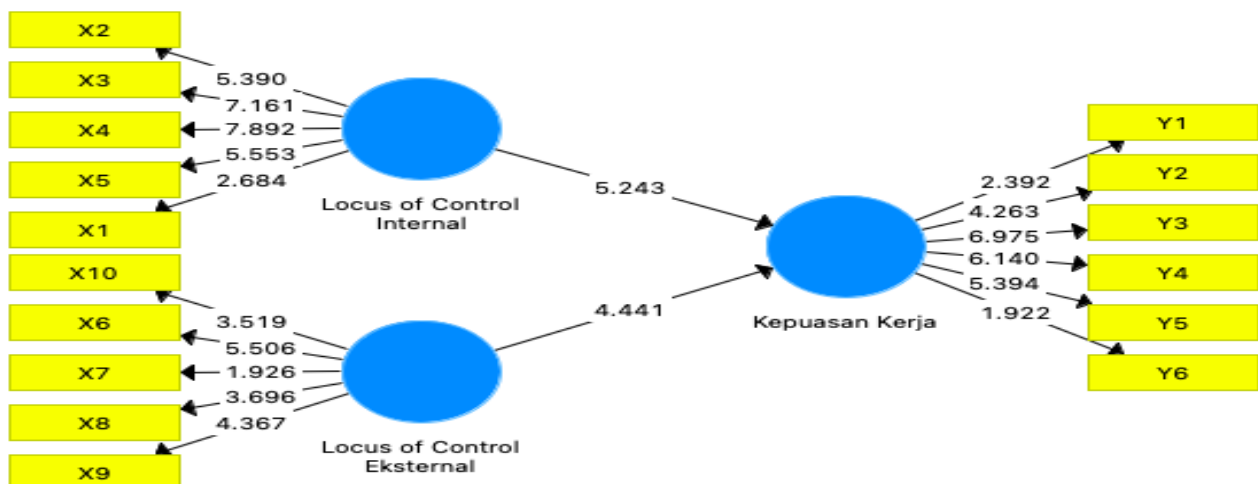 X2
X3
X4
X5
X1
5.390
7.161
7.892
5.553
2.684
Locus of Control
Internal
5.243
X10
X6
X7
X8
X9
3.519
5.506
1.926
3.696
4.367
Locus of Control
Eksternal
4.441
Kepuasan Kerja
2.392
4.263
6.975
6.140
5.394
1.922
Y1
Y2
Y3
Y4
Y5
Y6